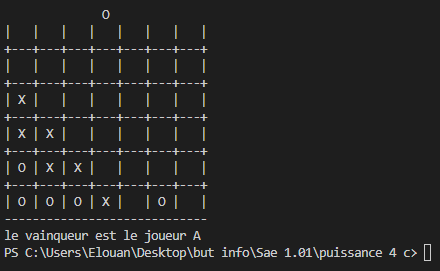 O
|   |   |   |   |   |   |   |
+---+---+---+---+---+---+---+
|   |   |   |   |   |   |   |
+---+---+---+---+---+---+---+
| X |   |   |   |   |   |   |
+---+---+---+---+---+---+---+
| X | X |   |   |   |   |   |
+---+---+---+---+---+---+---+
| O | X | X |   |   |   |   |
+---+---+---+---+---+---+---+
| O | O | O | X |   | O |   |
-----------------------------
le vainqueur est le joueur A
PS C:\Users\Elouan\Desktop\but info\Sae 1.01\puissance 4 c>